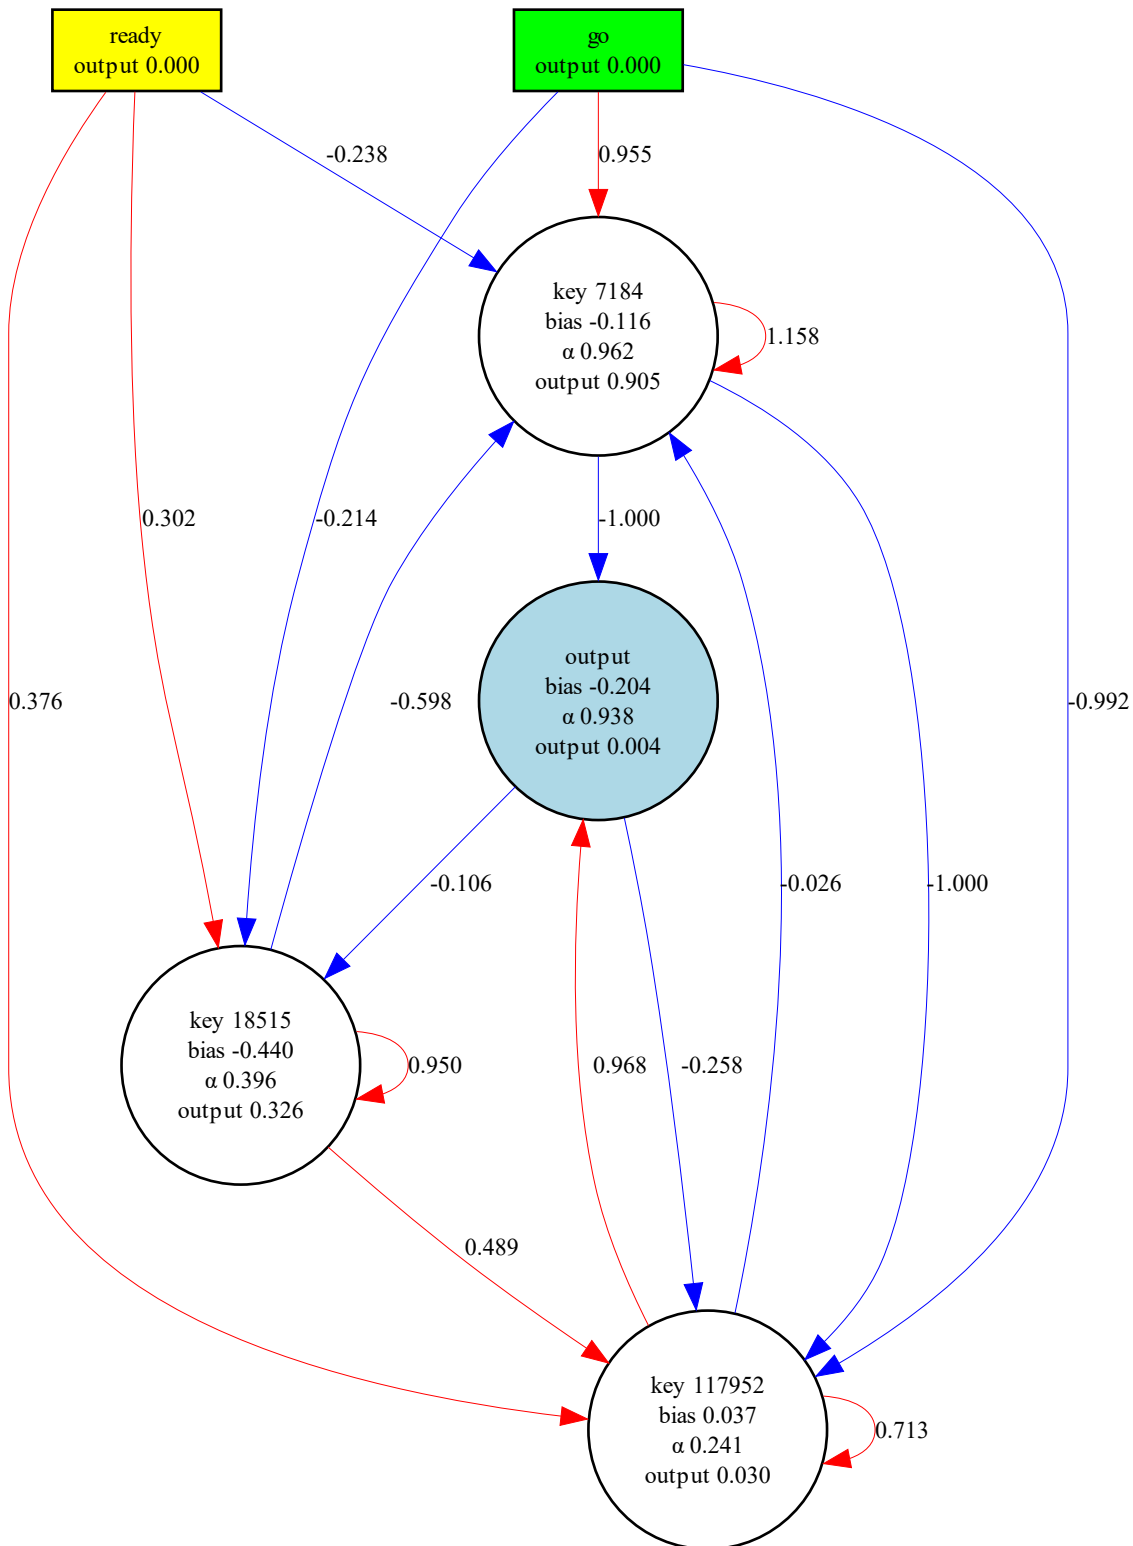 ready
output 0.000
go
output 0.000
-0.238
0.955
key 7184
bias -0.116
α 0.962
output 0.905
1.158
0.302
-0.214
-1.000
0.376
-0.598
output
bias -0.204
α 0.938
output 0.004
-0.992
-0.106
-0.026
-1.000
key 18515
bias -0.440
α 0.396
output 0.326
0.950
0.968
-0.258
0.489
key 117952
bias 0.037
α 0.241
output 0.030
0.713